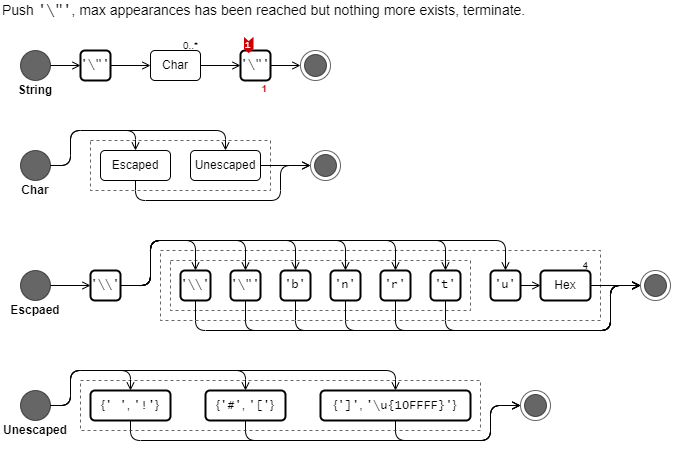 Push '\"', max appearances has been reached but nothing more exists, terminate.
0..*
1
'\"' Char '\"'
String
1
Escaped Unescaped
Char
4
'\\' '\\' '\"' 'b' 'n' 'r' 't' 'u' Hex
Escpaed
{' ','!'} {'#','['} {']','\u{10FFFF}'}
Unescaped